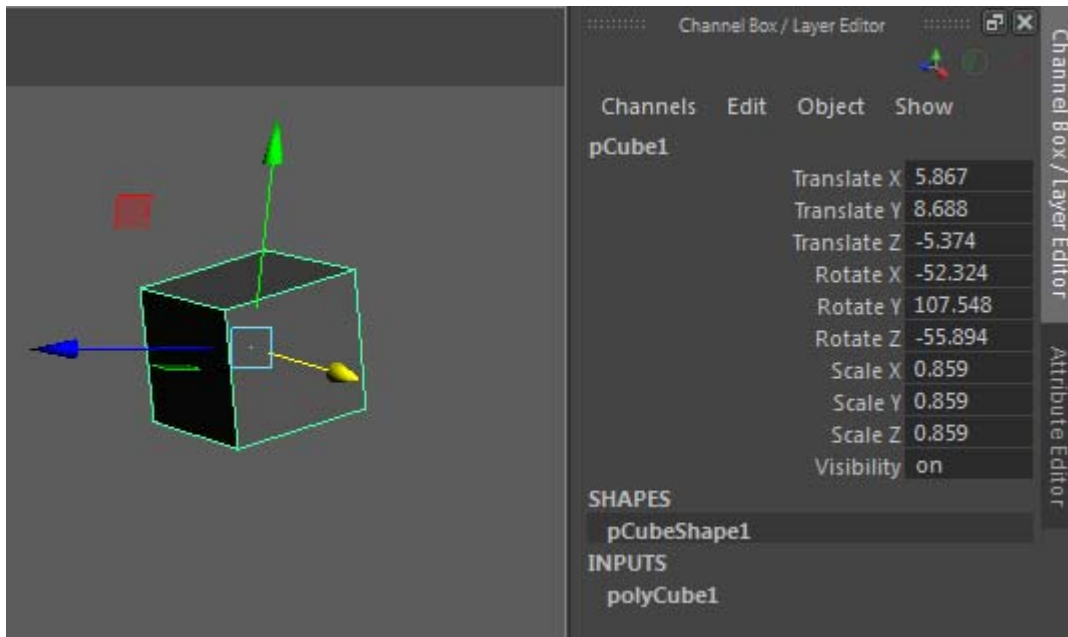 Channel Box / Layer Editor
Channels Edit Object Show
pCube1
Translate X 5.867
Translate Y 8.688
Translate Z -5.374
Rotate X -52.324
Rotate Y 107.548
Rotate Z -55.894
Scale X 0.859
Scale Y 0.859
Scale Z 0.859
Visibility on
SHAPES
pCubeShape1
INPUTS
polyCube1
Channel Box / Layer Editor
Attribute Editor